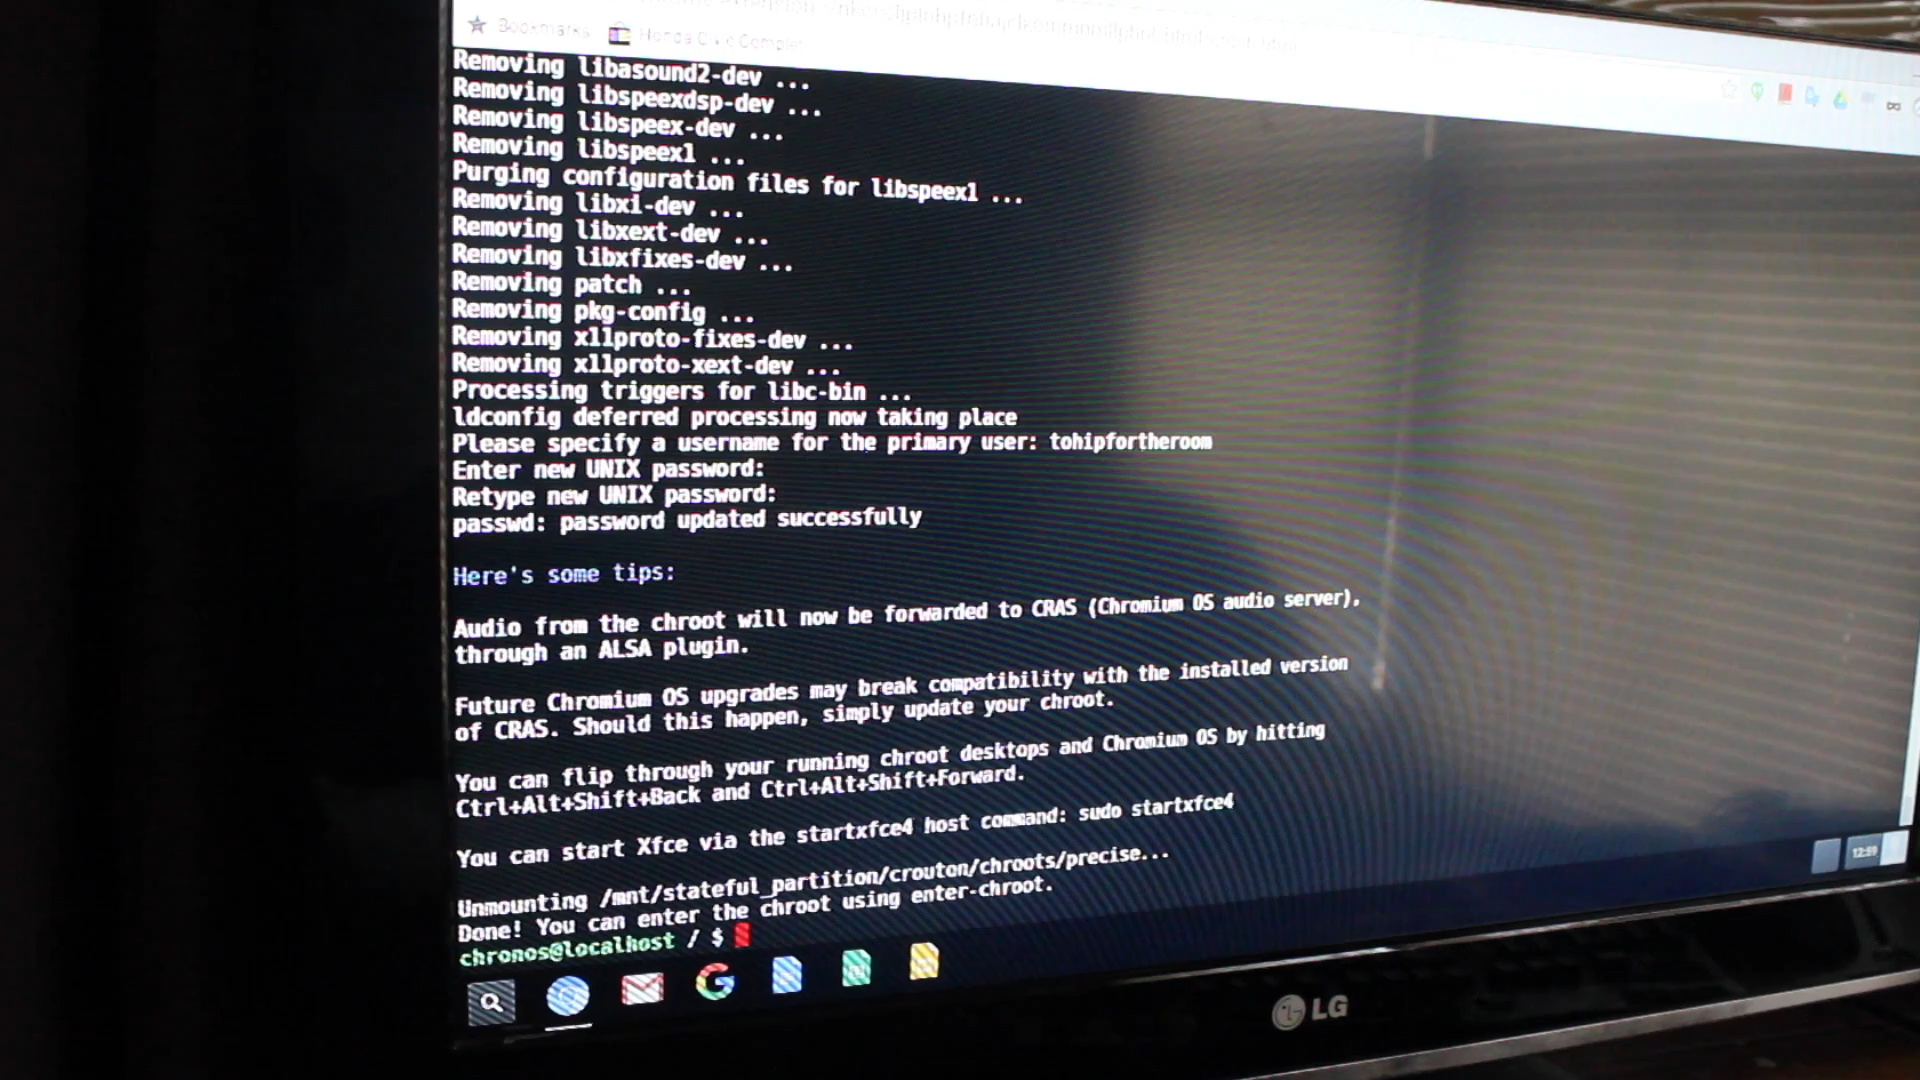 Bookmarks Honda Civic Complet
Removing libasound2-dev ...
Removing libspeexdsp-dev ...
Removing libspeex-dev ...
Removing libspeex1 ...
Purging configuration files for libspeex1 ...
Removing libxi-dev ...
Removing libxext-dev ...
Removing libxfixes-dev ...
Removing patch ...
Removing pkg-config ...
Removing x11proto-fixes-dev ...
Removing x11proto-xext-dev ...
Processing triggers for libc-bin ...
ldconfig deferred processing now taking place
Please specify a username for the primary user: tohipfortheroom
Enter new UNIX password:
Retype new UNIX password:
passwd: password updated successfully
Here's some tips:
Audio from the chroot will now be forwarded to CRAS (Chromium OS audio server),
through an ALSA plugin.
Future Chromium OS upgrades may break compatibility with the installed version
of CRAS. Should this happen, simply update your chroot.
You can flip through your running chroot desktops and Chromium OS by hitting
Ctrl+Alt+Shift+Back and Ctrl+Alt+Shift+Forward.
You can start Xfce via the startxfce4 host command: sudo startxfce4
Unmounting /mnt/stateful_partition/crouton/chroots/precise...
Done! You can enter the chroot using enter-chroot.
chronos@localhost / $
12:59
LG